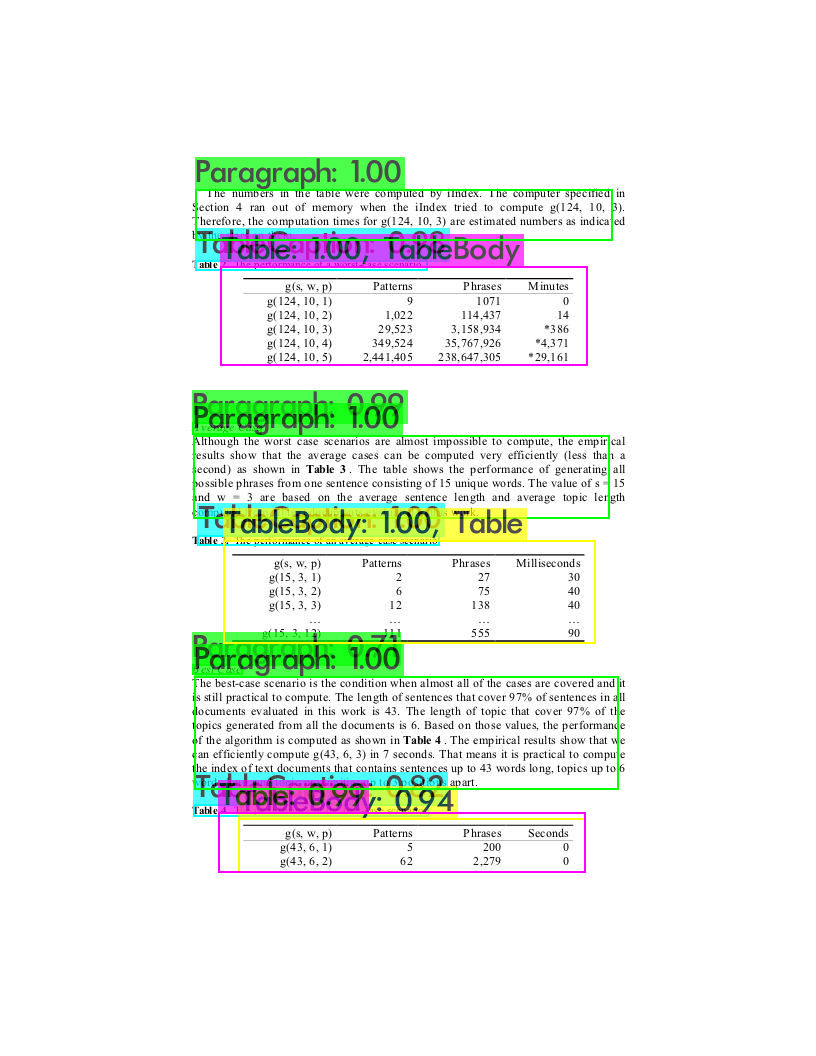 Paragraph: 1.00
The numbers in the table were computed by iIndex. The computer specified in
Section 4 ran out of memory when the iIndex tried to compute g(124, 10, 3).
Therefore, the computation times for g(124, 10, 3) are estimated numbers as indicated
Table: 1.00, TableBody
Table The performance of a worst-case scenario
g(s, w, p) Patterns Phrases Minutes
g(124, 10, 1) 9 1071 0
g(124, 10, 2) 1,022 114,437 14
g(124, 10, 3) 29,523 3,158,934 *386
g(124, 10, 4) 349,524 35,767,926 *4,371
g(124, 10, 5) 2,441,405 238,647,305 *29,161
Paragraph: 0.99
Paragraph: 1.00
Average Case
Although the worst case scenarios are almost impossible to compute, the empirical
results show that the average cases can be computed very efficiently (less than a
second) as shown in Table 3 . The table shows the performance of generating all
possible phrases from one sentence consisting of 15 unique words. The value of s = 15
and w = 3 are based on the average sentence length and average topic length
TableBody: 1.00, Table
Table The performance of an average case scenario
g(s, w, p) Patterns Phrases Milliseconds
g(15, 3, 1) 2 27 30
g(15, 3, 2) 6 75 40
g(15, 3, 3) 12 138 40
... ... ... ...
g(15, 3, 12) 111 555 90
Paragraph: 0.71
Paragraph: 1.00
The best-case scenario is the condition when almost all of the cases are covered and it
is still practical to compute. The length of sentences that cover 97% of sentences in all
documents evaluated in this work is 43. The length of topic that cover 97% of the
topics generated from all the documents is 6. Based on those values, the performance
of the algorithm is computed as shown in Table 4 . The empirical results show that we
can efficiently compute g(43, 6, 3) in 7 seconds. That means it is practical to compute
the index of text documents that contains sentences up to 43 words long, topics up to 6
apart.
TableCaption: 0.82
Table: 0.99
TableBody: 0.94
Table
g(s, w, p) Patterns Phrases Seconds
g(43, 6, 1) 5 200 0
g(43, 6, 2) 62 2,279 0